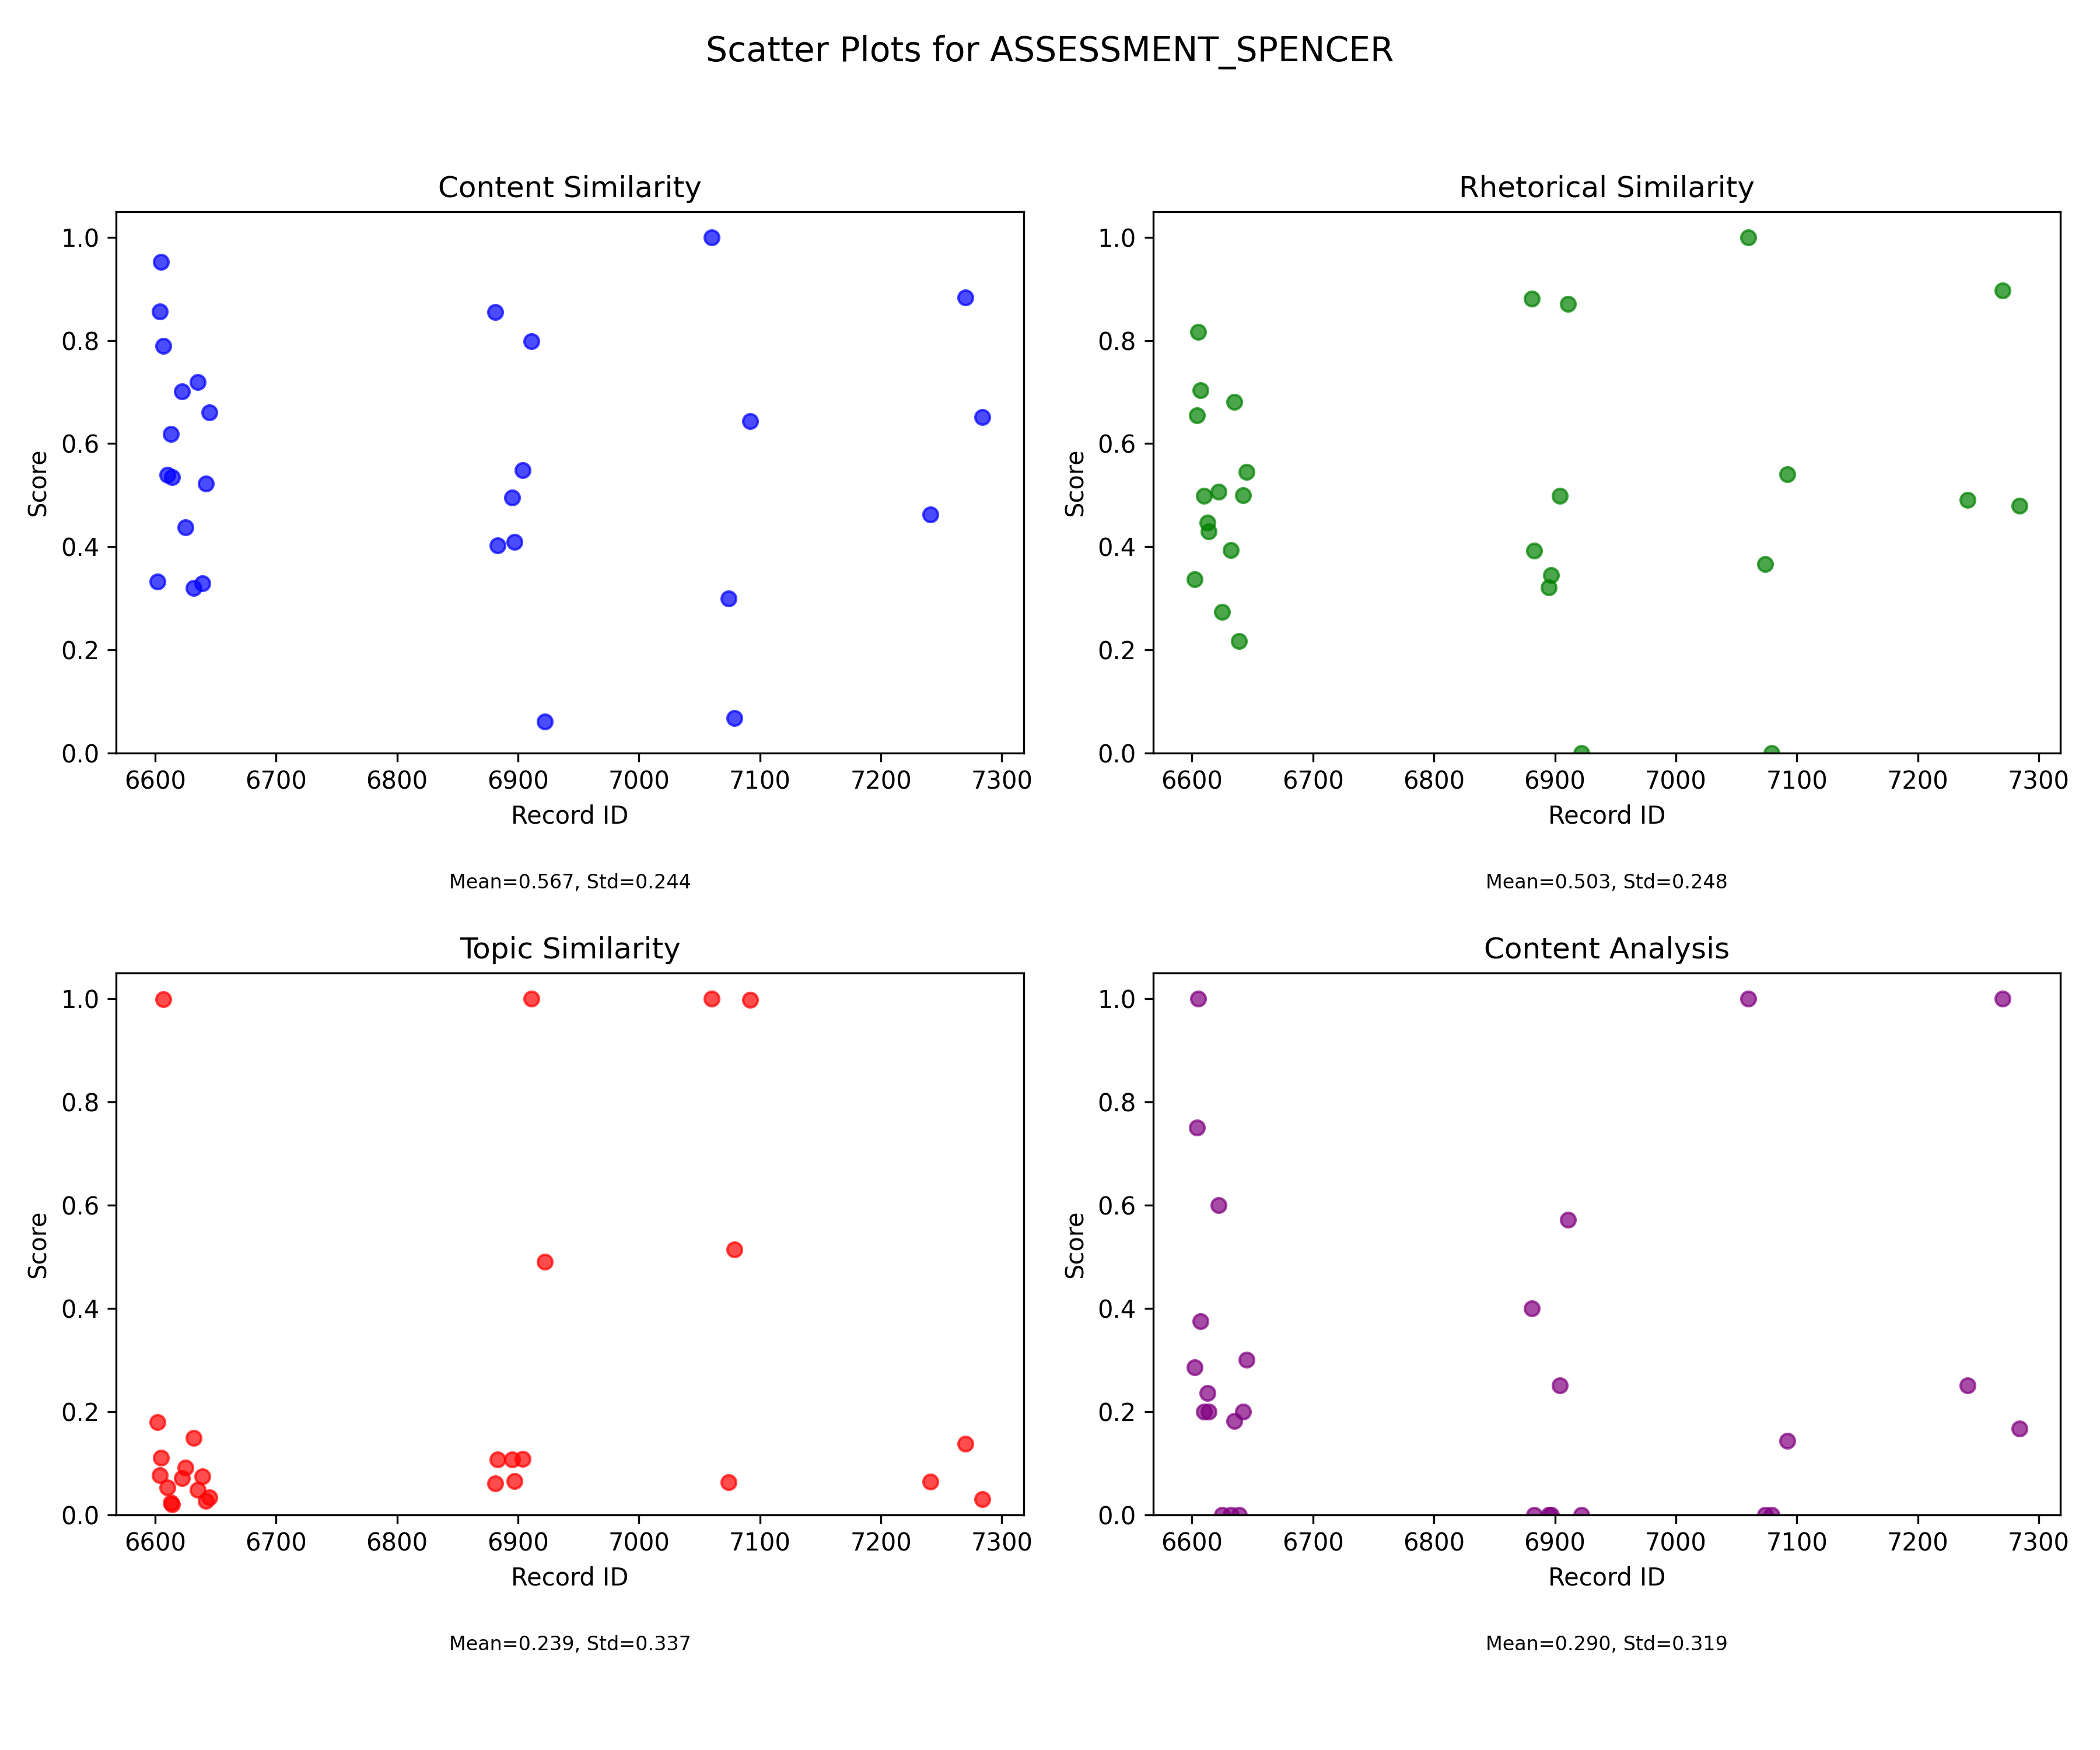 Scatter Plots for ASSESSMENT_SPENCER
Content Similarity
1.0
0.8
0.6
0.4
0.2
0.0
Score
6600 6700 6800 6900 7000 7100 7200 7300
Record ID
Mean=0.567, Std=0.244
Rhetorical Similarity
1.0
0.8
0.6
0.4
0.2
0.0
Score
6600 6700 6800 6900 7000 7100 7200 7300
Record ID
Mean=0.503, Std=0.248
Topic Similarity
1.0
0.8
0.6
0.4
0.2
0.0
Score
6600 6700 6800 6900 7000 7100 7200 7300
Record ID
Mean=0.239, Std=0.337
Content Analysis
1.0
0.8
0.6
0.4
0.2
0.0
Score
6600 6700 6800 6900 7000 7100 7200 7300
Record ID
Mean=0.290, Std=0.319